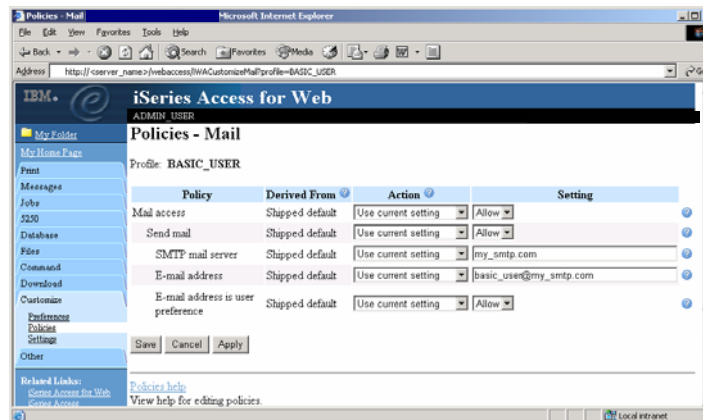 Policies - Mail
Microsoft Internet Explorer
File Edit View Favorites Tools Help
Back Search Favorites Media
Address http://<server_name>/webaccess/iWACustomizeMail?profile=BASIC_USER
IBM.
iSeries Access for Web
ADMIN_USER
My Folder
My Home Page
Print
Messages
Jobs
5250
Database
Files
Command
Download
Customize
Preferences
Policies
Settings
Other
Related Links:
iSeries Access for Web
iSeries Access
Policies - Mail
Profile: BASIC_USER
Policy Derived From Action Setting
Mail access Shipped default Use current setting Allow
Send mail Shipped default Use current setting Allow
SMTP mail server Shipped default Use current setting my_smtp.com
E-mail address Shipped default Use current setting basic_user@my_smtp.com
E-mail address is user
preference Shipped default Use current setting Allow
Save Cancel Apply
Policies help
View help for editing policies.
Local intranet